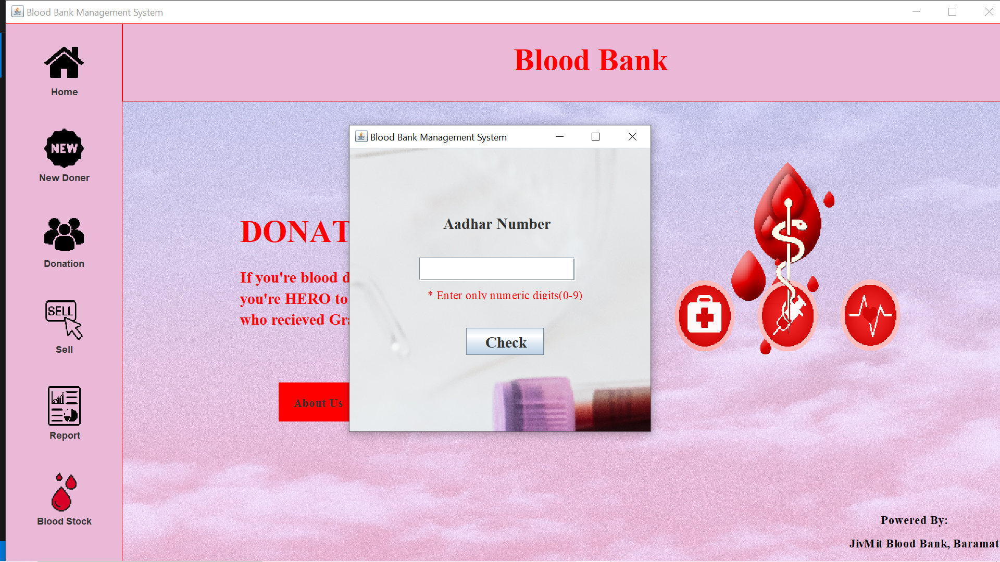 Blood Bank Management System
Blood Bank
Home
NEW
New Doner
Donation
SELL
Sell
Report
Blood Stock
DONAT
If you're blood d
you're HERO to
who recieved Gra
About Us
Blood Bank Management System
Aadhar Number
* Enter only numeric digits(0-9)
Check
Powered By:
JivMit Blood Bank, Baramat